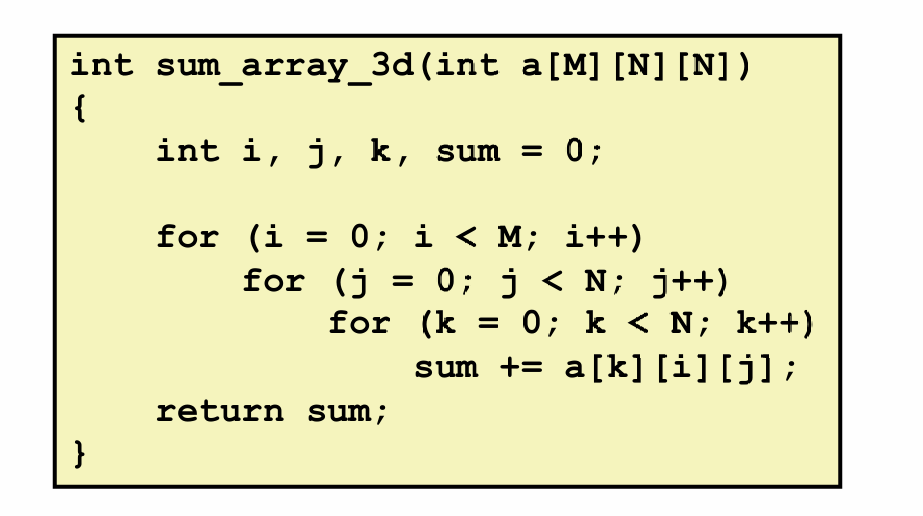 int sum_array_3d(int a[M][N][N])
{
    int i, j, k, sum = 0;

    for (i = 0; i < M; i++)
        for (j = 0; j < N; j++)
            for (k = 0; k < N; k++)
                sum += a[k][i][j];
    return sum;
}